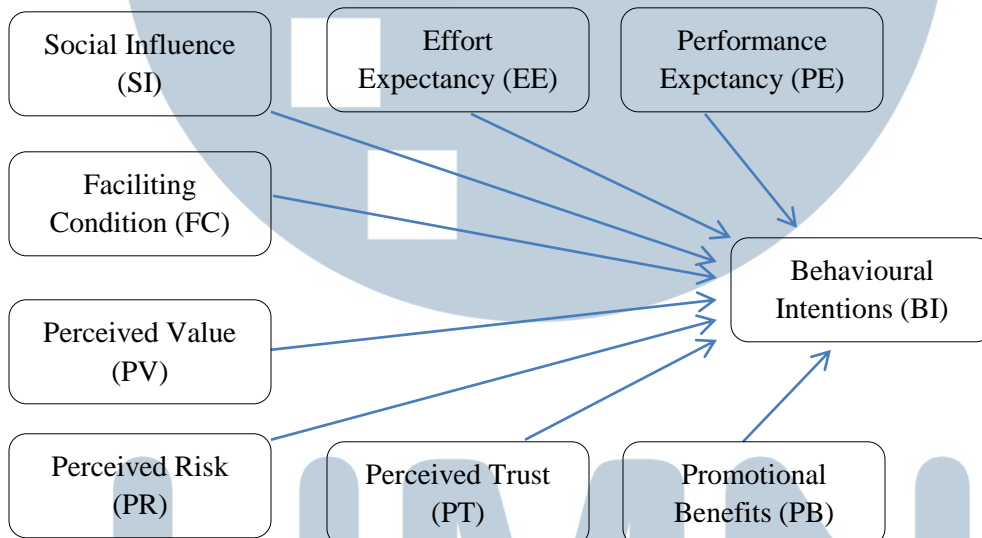 Social Influence
(SI)
Effort
Expectancy (EE)
Performance
Expctancy (PE)
Faciliting
Condition (FC)
Behavioural
Intentions (BI)
Perceived Value
(PV)
Perceived Risk
(PR)
Perceived Trust
(PT)
Promotional
Benefits (PB)